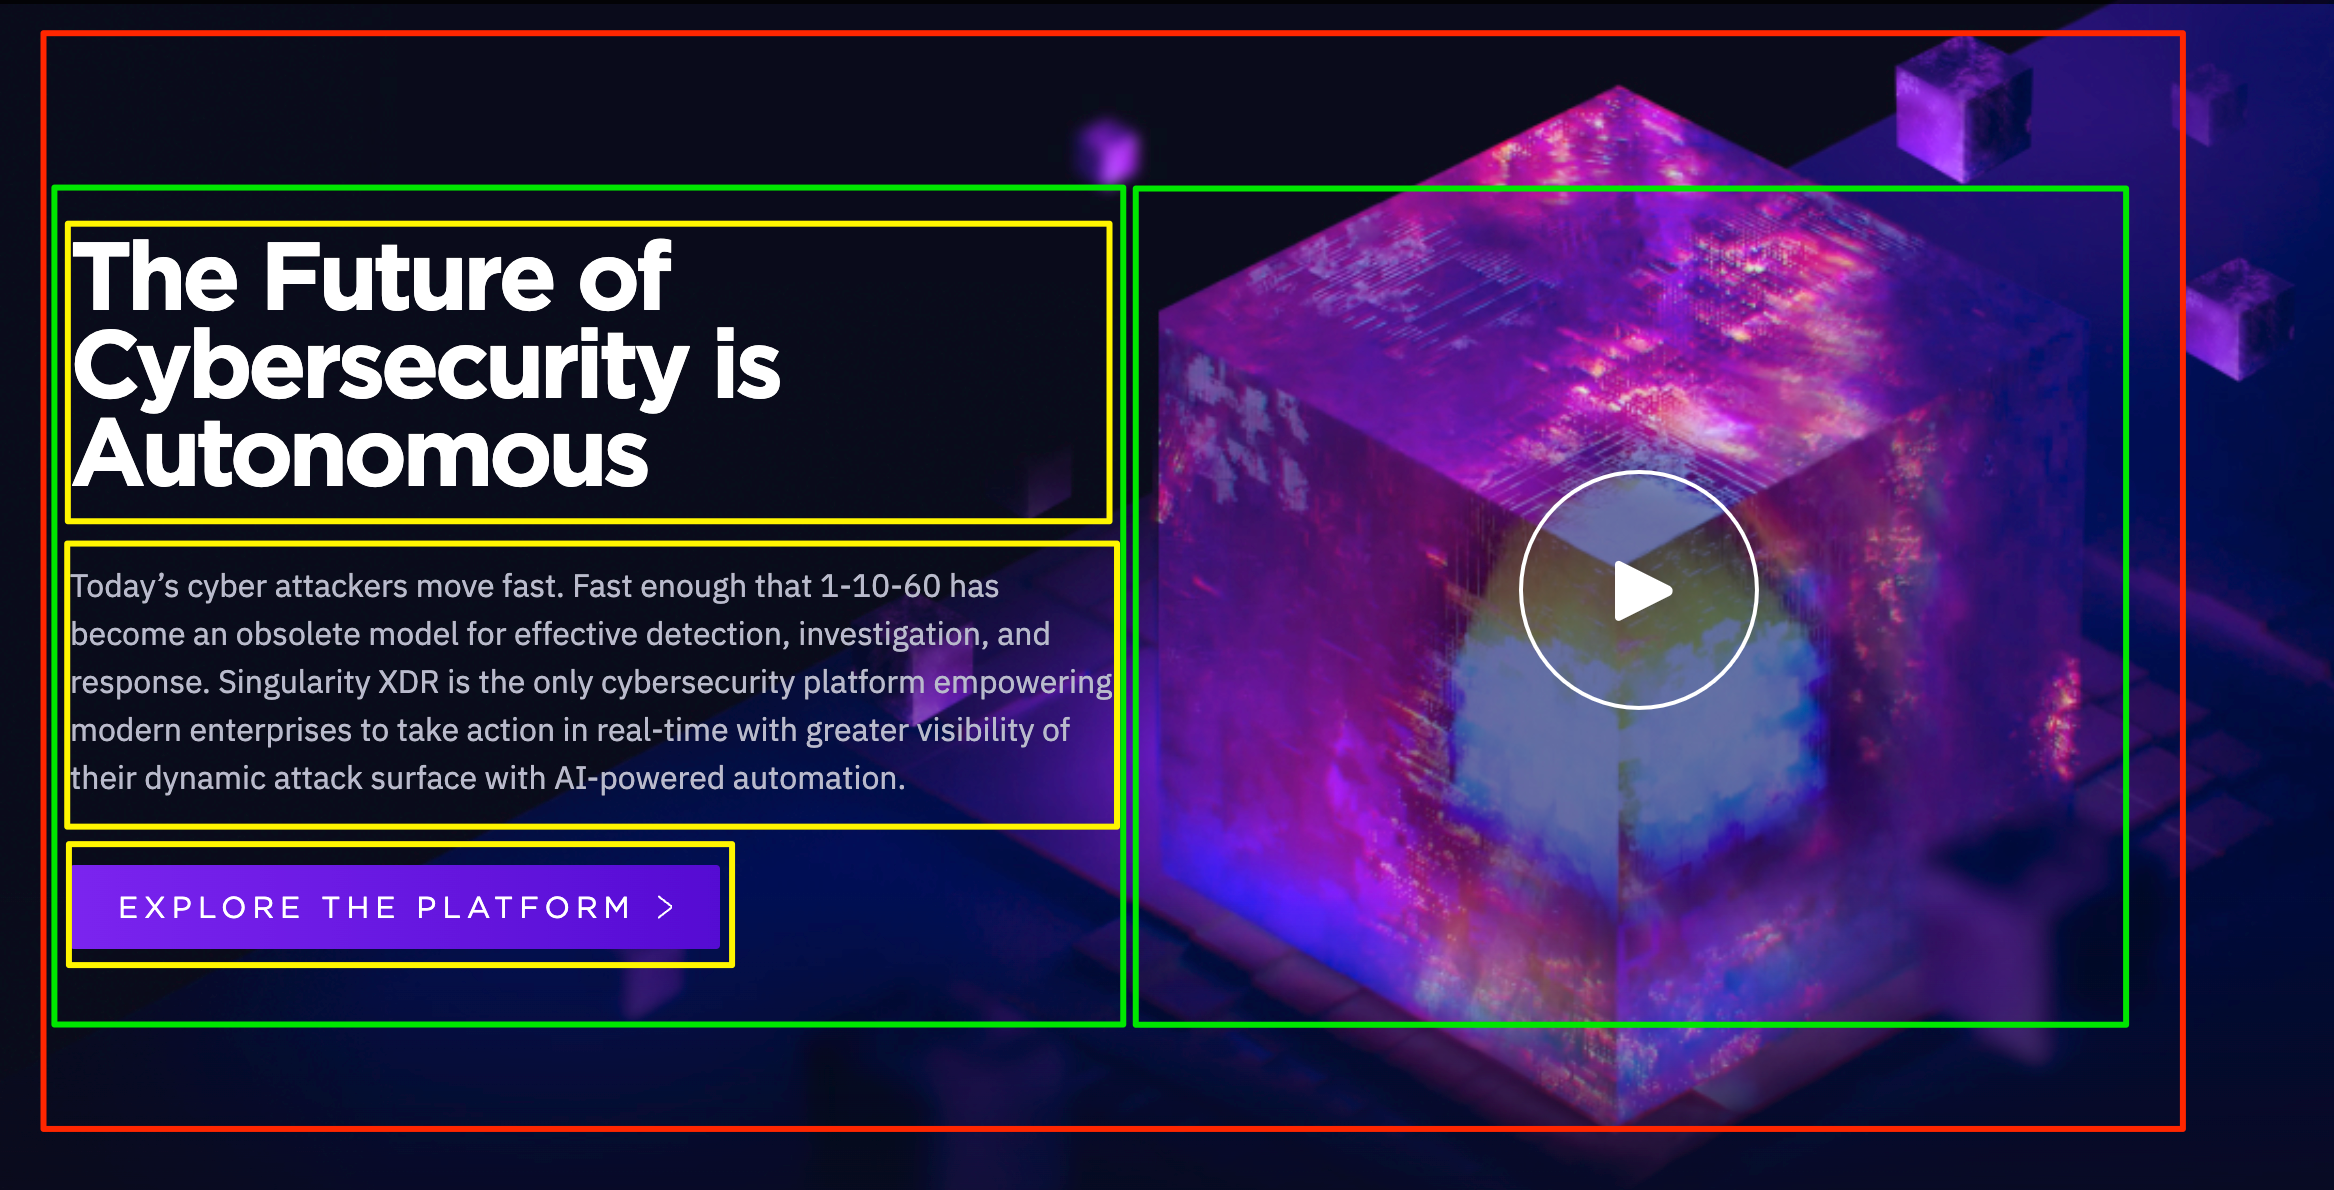 The Future of
Cybersecurity is
Autonomous
Today’s cyber attackers move fast. Fast enough that 1-10-60 has
become an obsolete model for effective detection, investigation, and
response. Singularity XDR is the only cybersecurity platform empowering
modern enterprises to take action in real-time with greater visibility of
their dynamic attack surface with AI-powered automation.
EXPLORE THE PLATFORM >